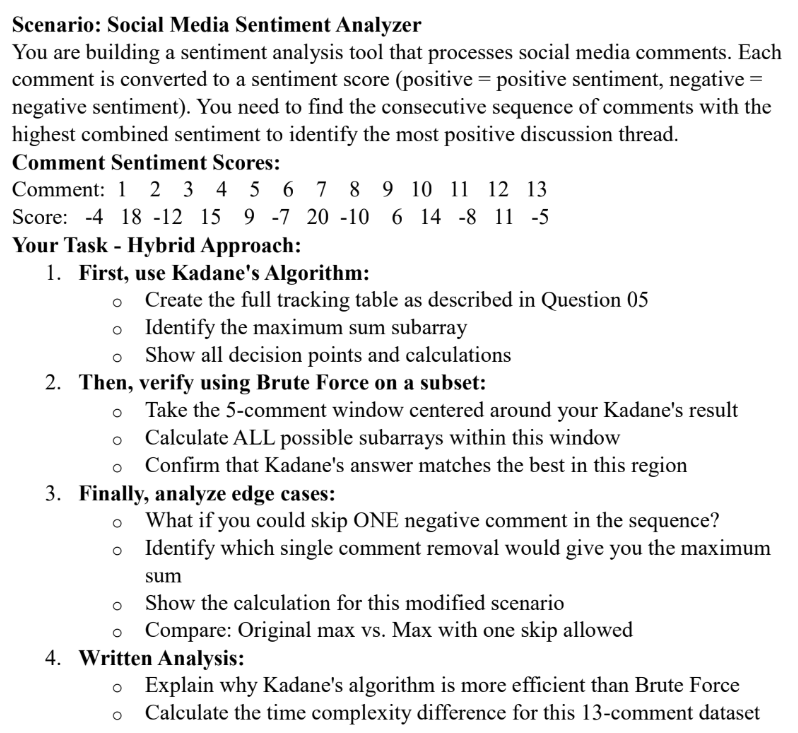 Scenario: Social Media Sentiment Analyzer
You are building a sentiment analysis tool that processes social media comments. Each
comment is converted to a sentiment score (positive = positive sentiment, negative =
negative sentiment). You need to find the consecutive sequence of comments with the
highest combined sentiment to identify the most positive discussion thread.
Comment Sentiment Scores:
Comment: 1 2 3 4 5 6 7 8 9 10 11 12 13
Score: -4 18 -12 15 9 -7 20 -10 6 14 -8 11 -5
Your Task - Hybrid Approach:
1. First, use Kadane's Algorithm:
o Create the full tracking table as described in Question 05
o Identify the maximum sum subarray
o Show all decision points and calculations
2. Then, verify using Brute Force on a subset:
o Take the 5-comment window centered around your Kadane's result
o Calculate ALL possible subarrays within this window
o Confirm that Kadane's answer matches the best in this region
3. Finally, analyze edge cases:
o What if you could skip ONE negative comment in the sequence?
o Identify which single comment removal would give you the maximum
sum
o Show the calculation for this modified scenario
o Compare: Original max vs. Max with one skip allowed
4. Written Analysis:
o Explain why Kadane's algorithm is more efficient than Brute Force
o Calculate the time complexity difference for this 13-comment dataset